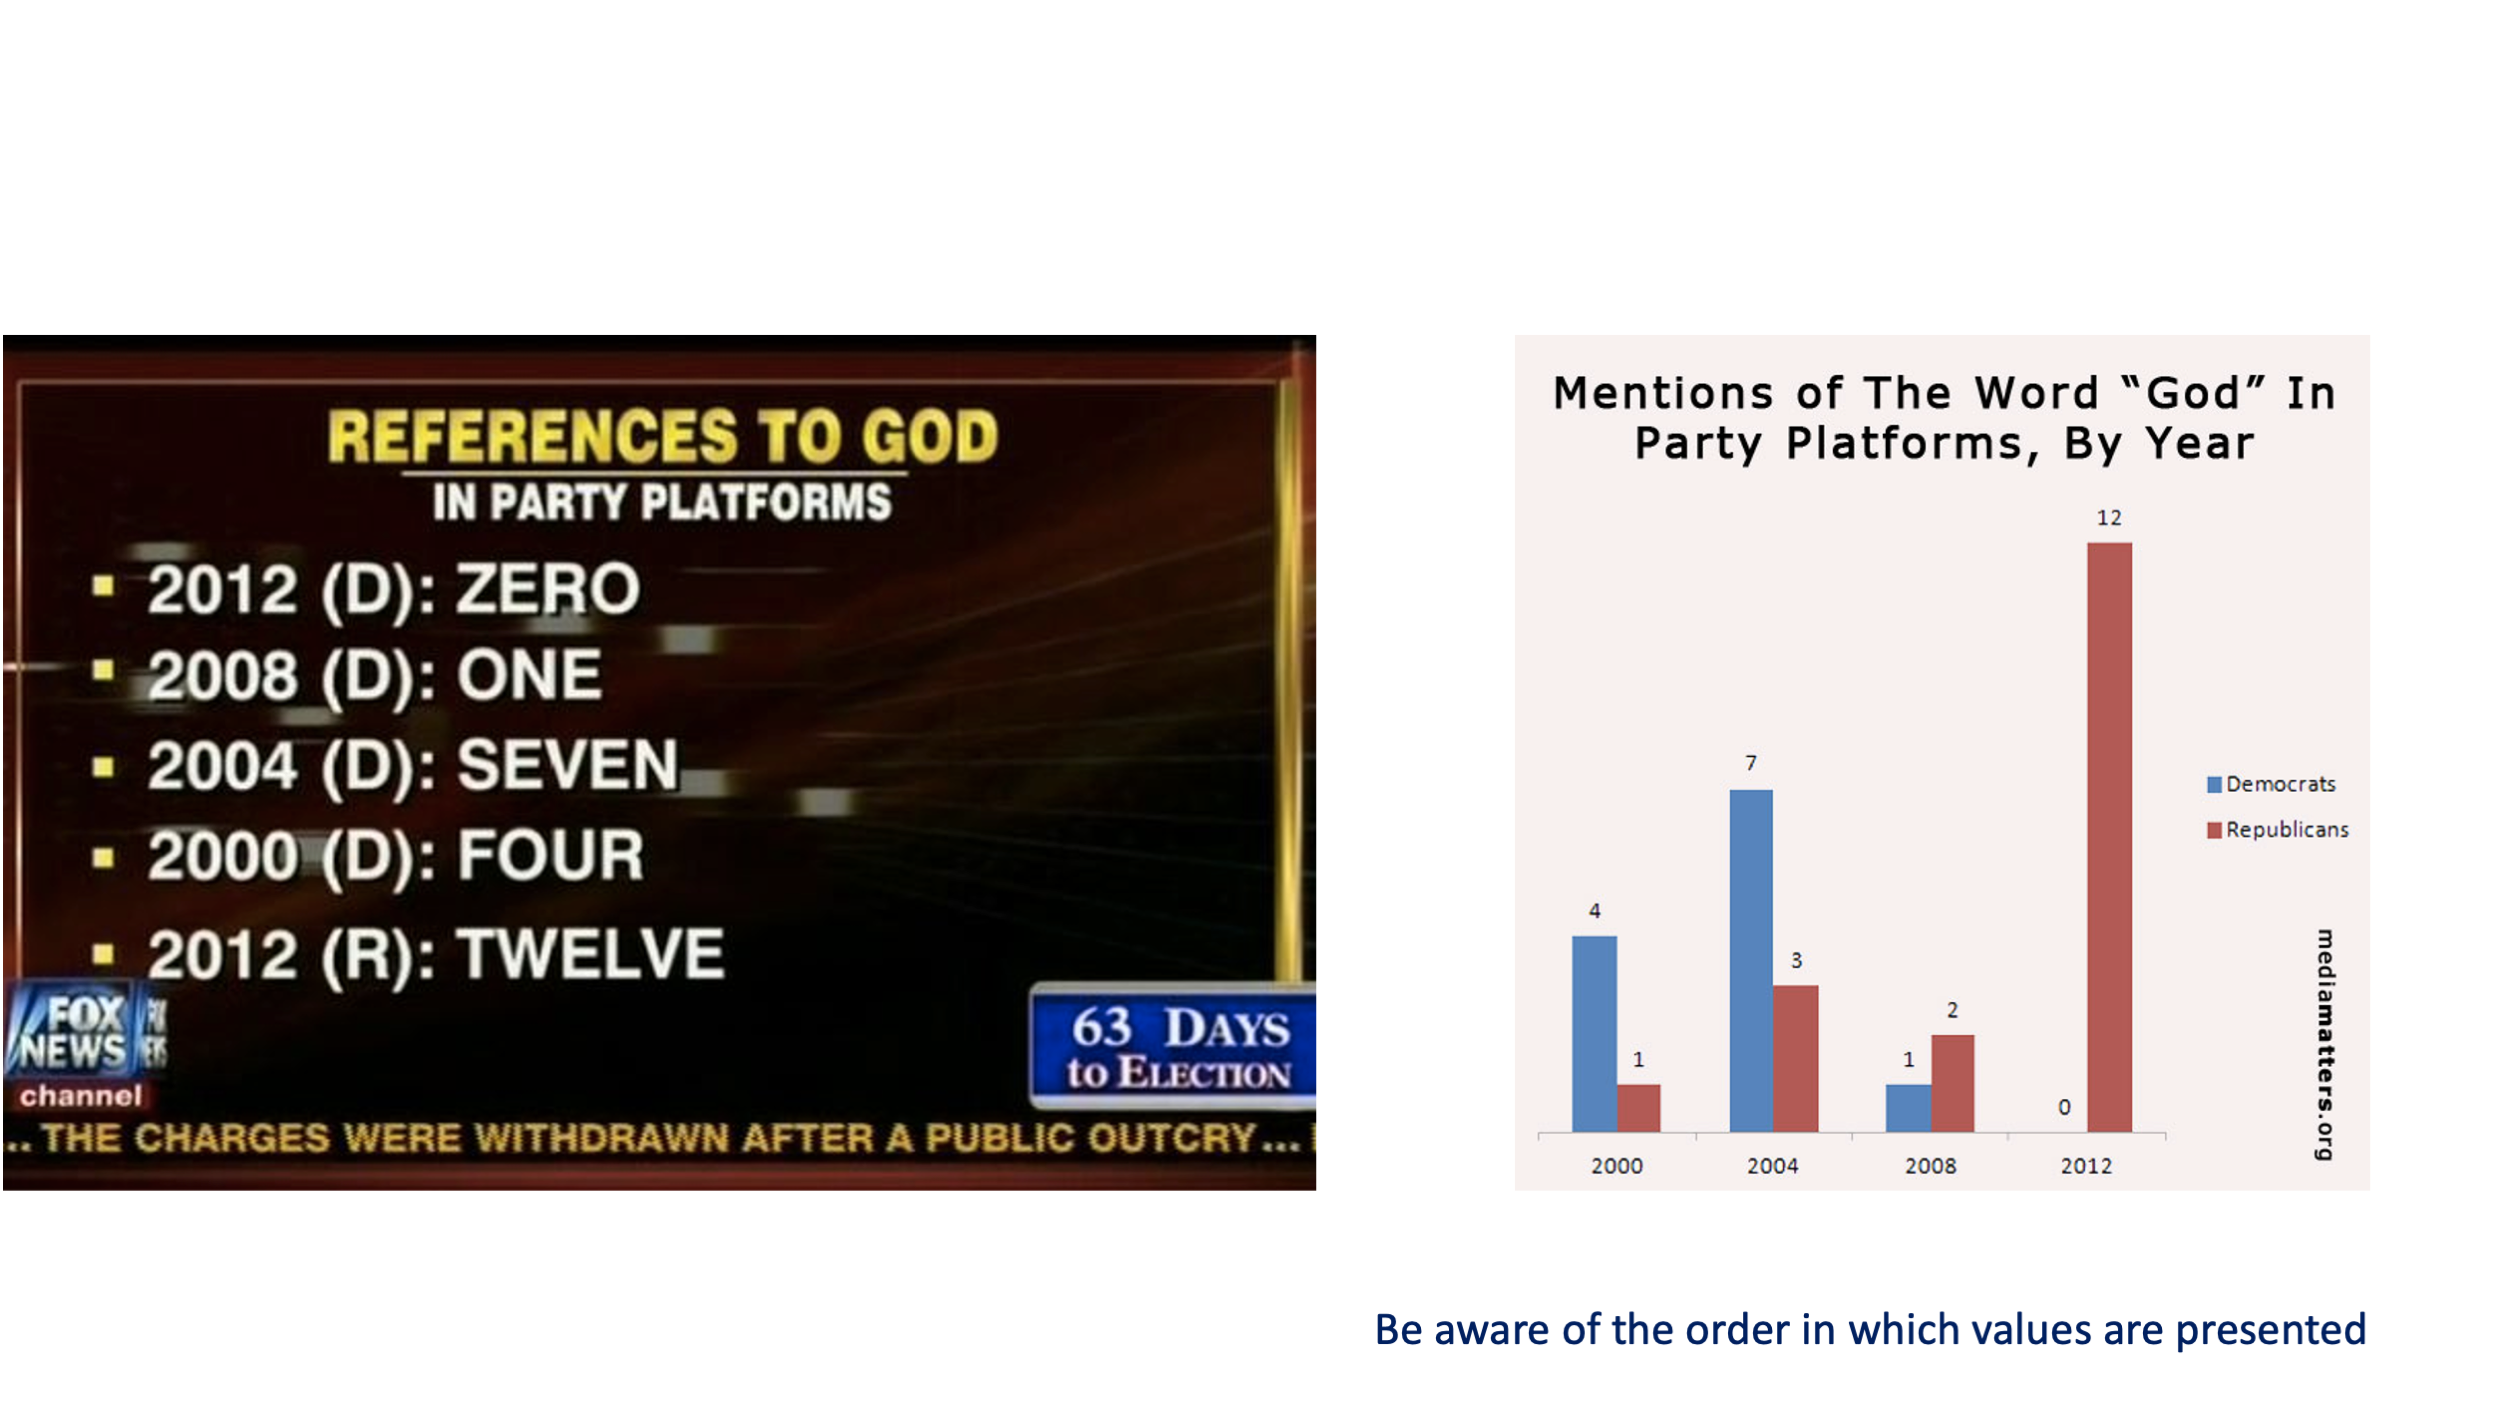 REFERENCES TO GOD
IN PARTY PLATFORMS
▪ 2012 (D): ZERO
▪ 2008 (D): ONE
▪ 2004 (D): SEVEN
▪ 2000 (D): FOUR
▪ 2012 (R): TWELVE
FOX
NEWS
channel
63 DAYS
to ELECTION
... THE CHARGES WERE WITHDRAWN AFTER A PUBLIC OUTCRY...
Mentions of The Word “God” In
Party Platforms, By Year
12
7
4
3
2
1
1
0
Democrats
Republicans
2000 2004 2008 2012
mediamatters.org
Be aware of the order in which values are presented